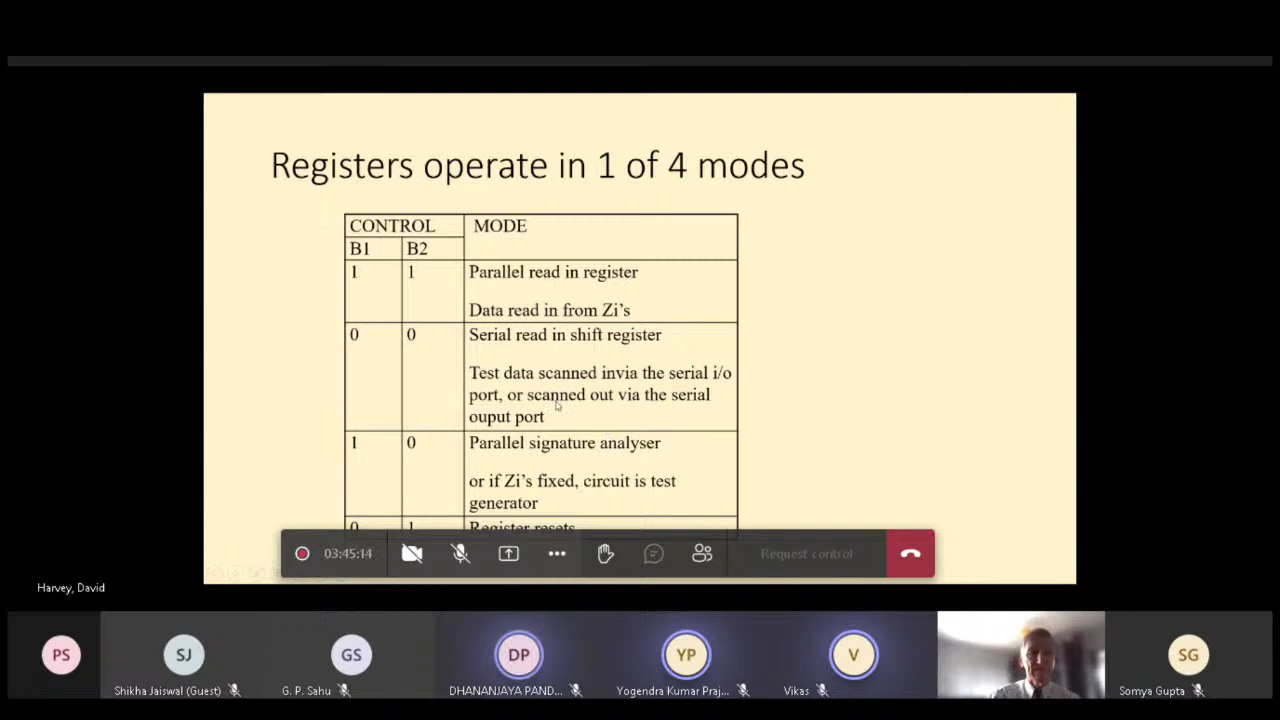 Registers operate in 1 of 4 modes
CONTROL MODE
B1 B2
1 1 Parallel read in register
Data read in from Zi's
0 0 Serial read in shift register
Test data scanned invia the serial i/o
port, or scanned out via the serial
ouput port
1 0 Parallel signature analyser
or if Zi's fixed, circuit is test
generator
0 1 Register resets
03:45:14 Request control
Harvey, David
PS SJ GS DP YP V SG
Shikha Jaiswal (Guest) G. P. Sahu DHANANJAYA PAND... Yogendra Kumar Praj... Vikas Somya Gupta